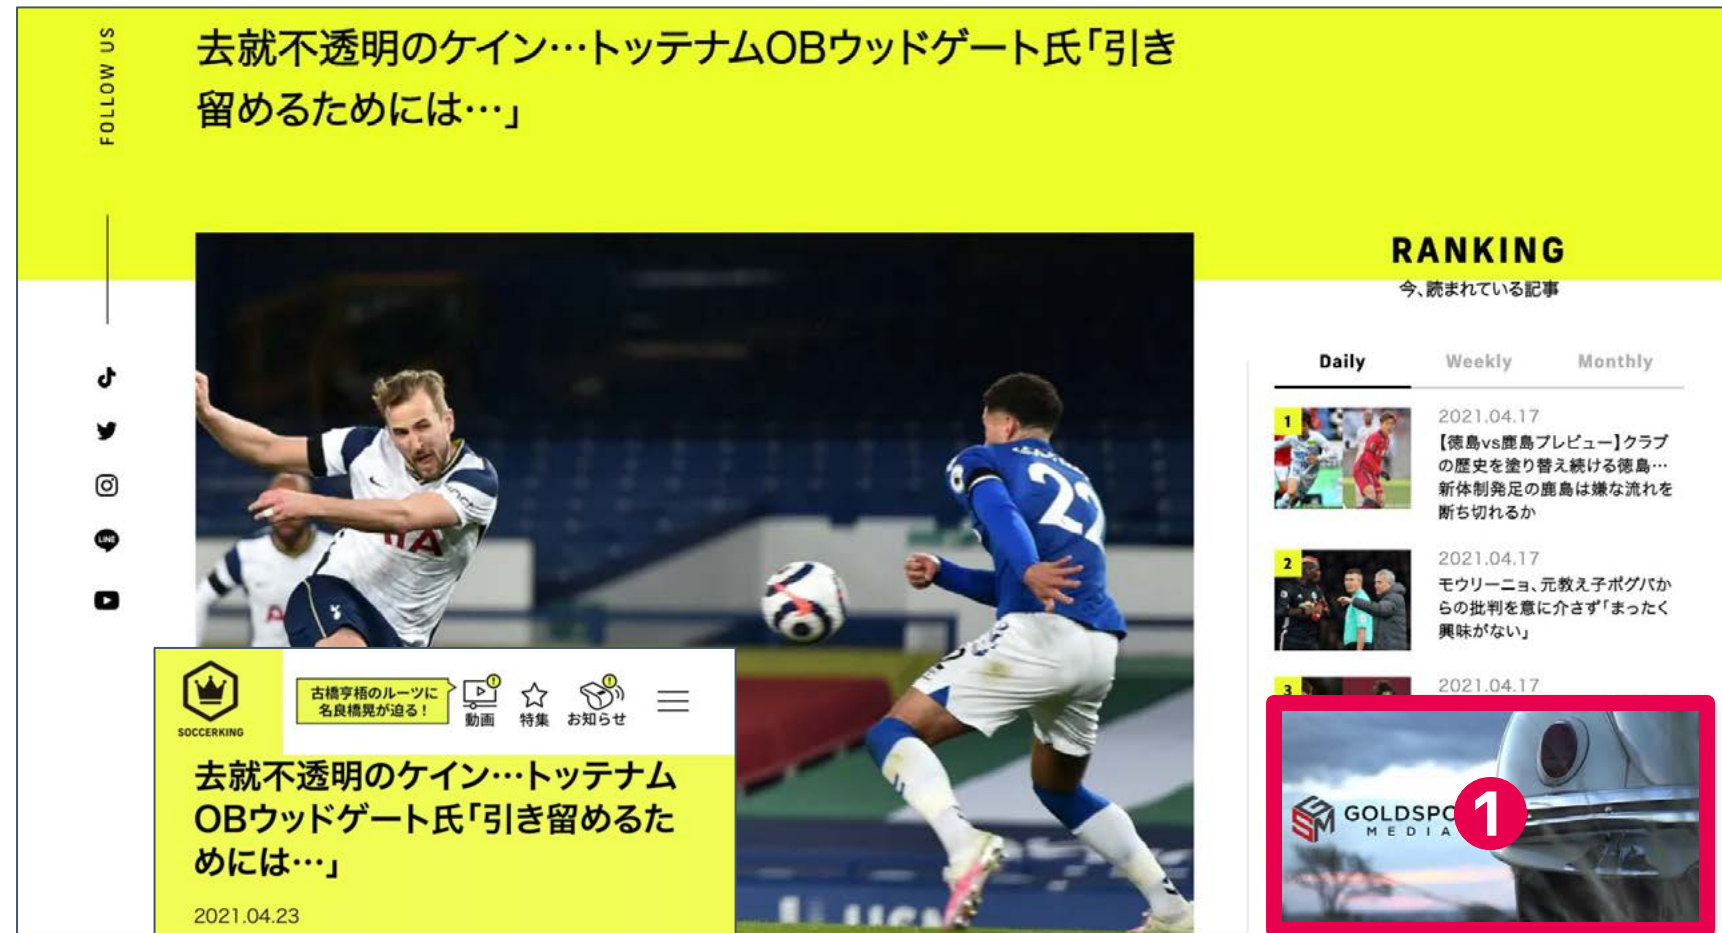 FOLLOW US
去就不透明のケイン…トッテナムOBウッドゲート氏「引き
留めるためには…」
RANKING
今、読まれている記事
Daily
Weekly
Monthly
1
2021.04.17
【徳島vs鹿島プレビュー】クラブ
の歴史を塗り替え続ける徳島…
新体制発足の鹿島は嫌な流れを
断ち切れるか
2
2021.04.17
モウリーニョ、元教え子ポグバか
らの批判を意に介さず「まったく
興味がない」
3
2021.04.17
LINE
22
SOCCERKING
古橋亨梧のルーツに
名良橋晃が迫る！
動画
特集
お知らせ
去就不透明のケイン…トッテナム
OBウッドゲート氏「引き留めるた
めには…」
2021.04.23
GOLDSPO
MEDIA
1